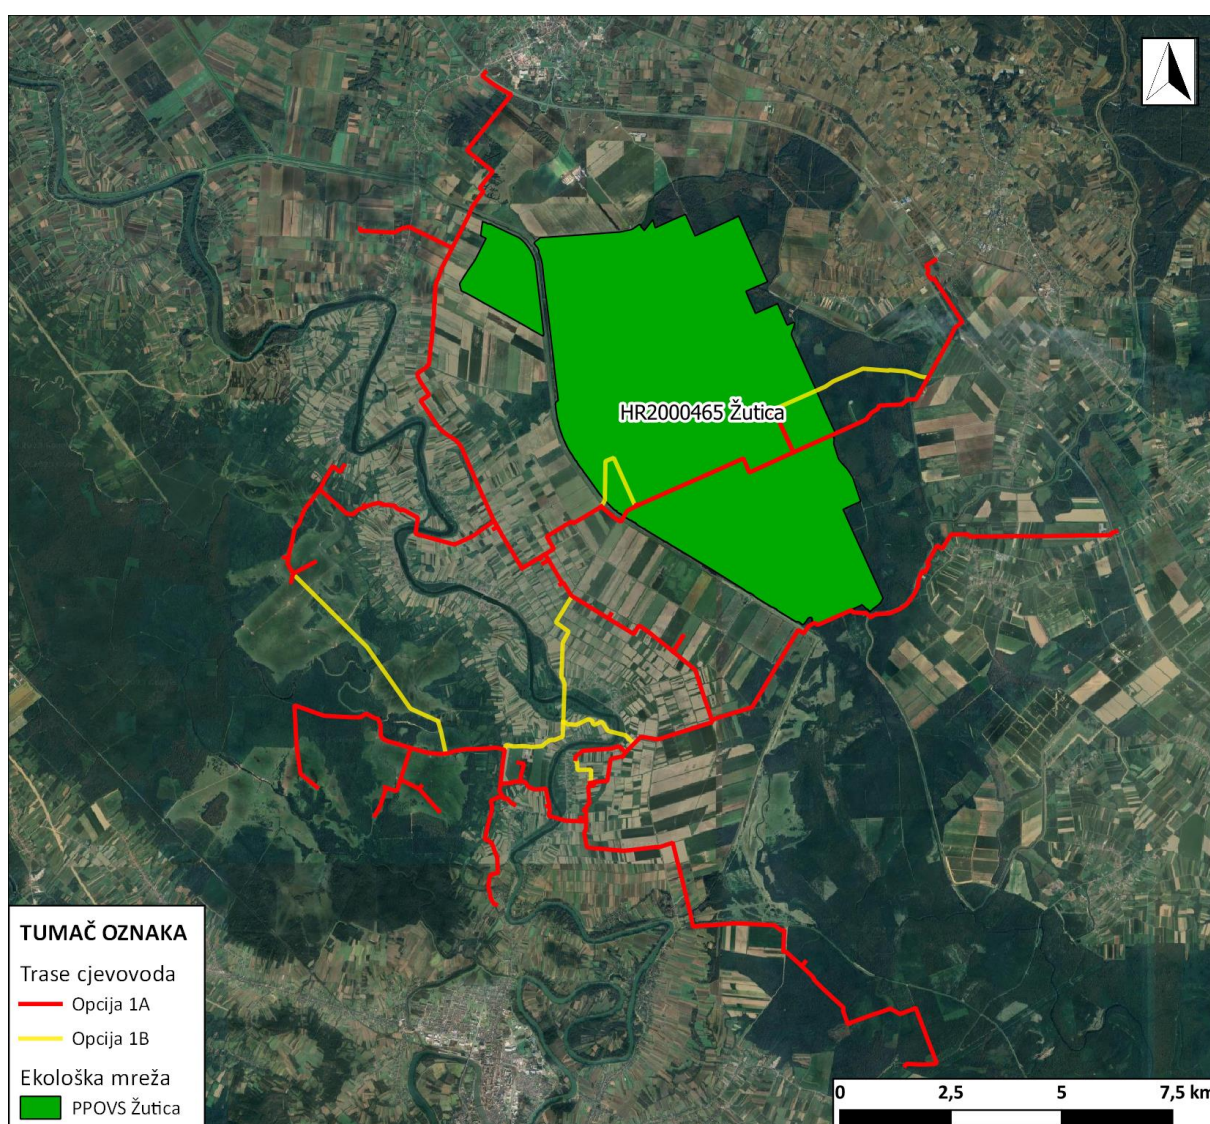 HR2000465 Žutica
TUMAČ OZNAKA
Trase cjevovoda
Opcija 1A
Opcija 1B
Ekološka mreža
PPOVS Žutica
0 2,5 5 7,5 km